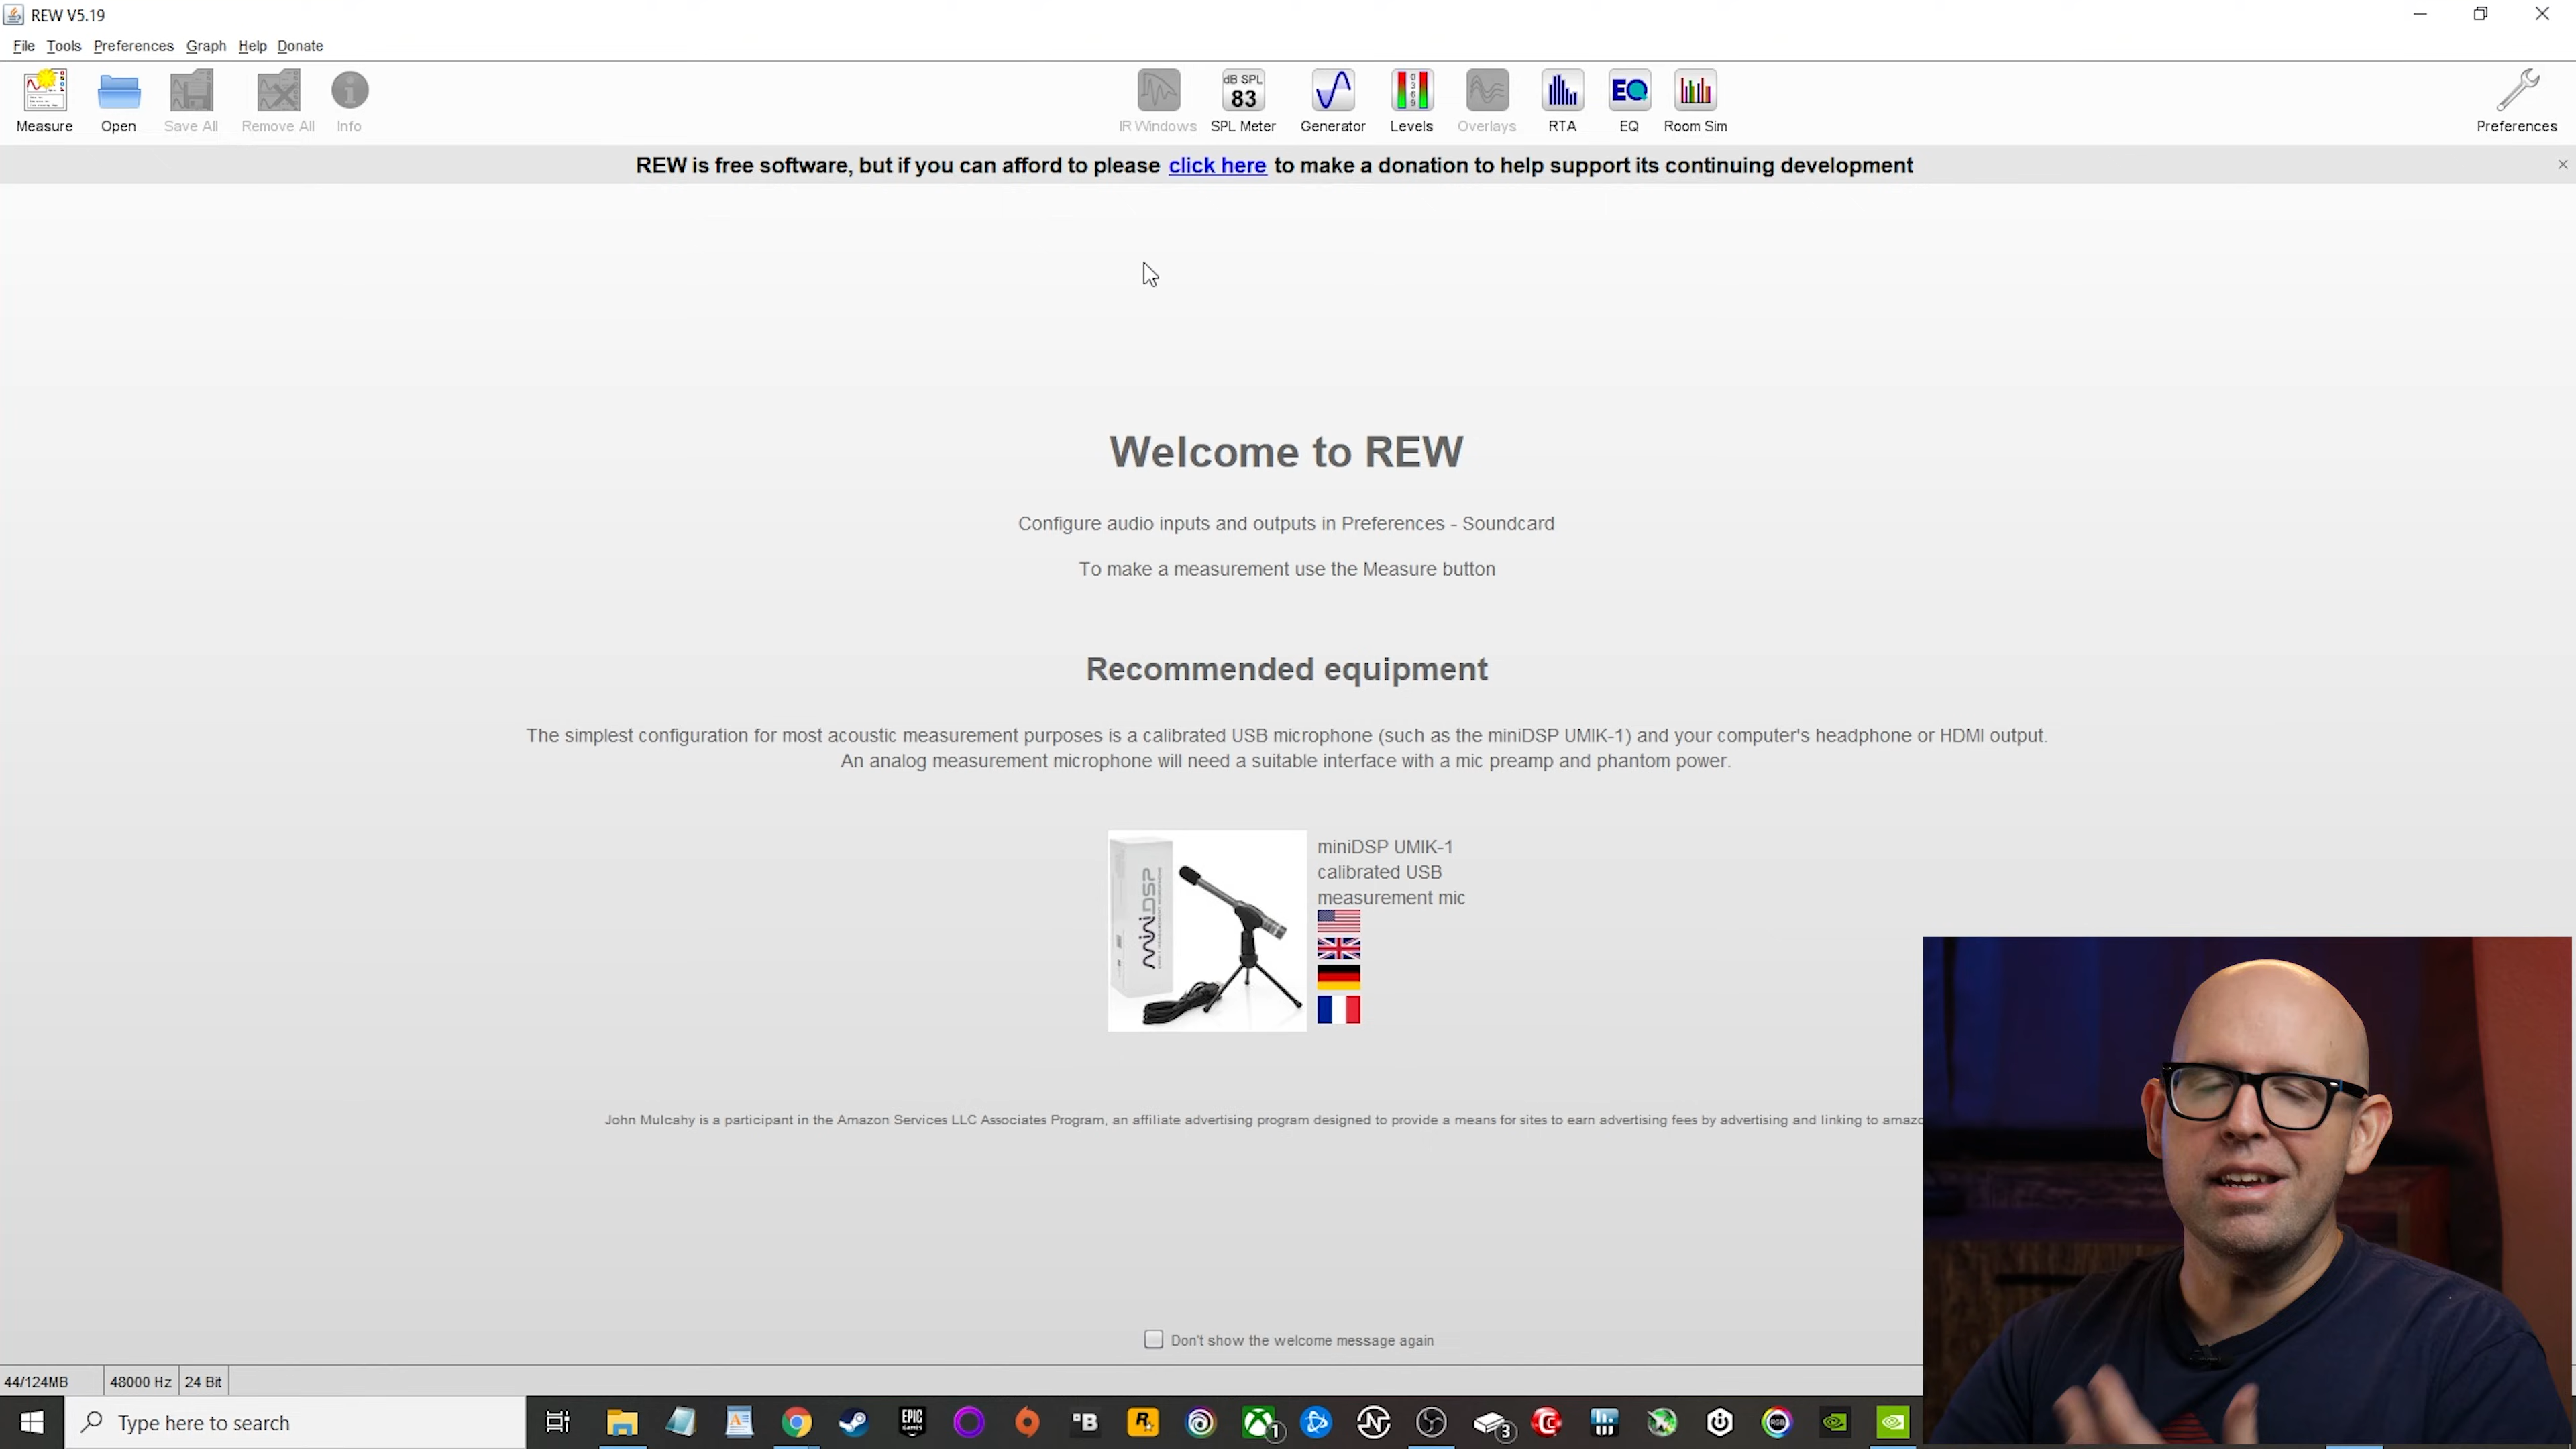 REW V5.19
File Tools Preferences Graph Help Donate
dB SPL
83
EQ
Measure Open Save All Remove All Info IR Windows SPL Meter Generator Levels Overlays RTA EQ Room Sim Preferences
REW is free software, but if you can afford to please click here to make a donation to help support its continuing development
Welcome to REW
Configure audio inputs and outputs in Preferences - Soundcard
To make a measurement use the Measure button
Recommended equipment
The simplest configuration for most acoustic measurement purposes is a calibrated USB microphone (such as the miniDSP UMIK-1) and your computer's headphone or HDMI output.
An analog measurement microphone will need a suitable interface with a mic preamp and phantom power.
miniDSP
miniDSP UMIK-1
calibrated USB
measurement mic
John Mulcahy is a participant in the Amazon Services LLC Associates Program, an affiliate advertising program designed to provide a means for sites to earn advertising fees by advertising and linking to amazo
Don't show the welcome message again
44/124MB 48000 Hz 24 Bit
Type here to search
EPIC GAMES
B
R
1
3
RGB